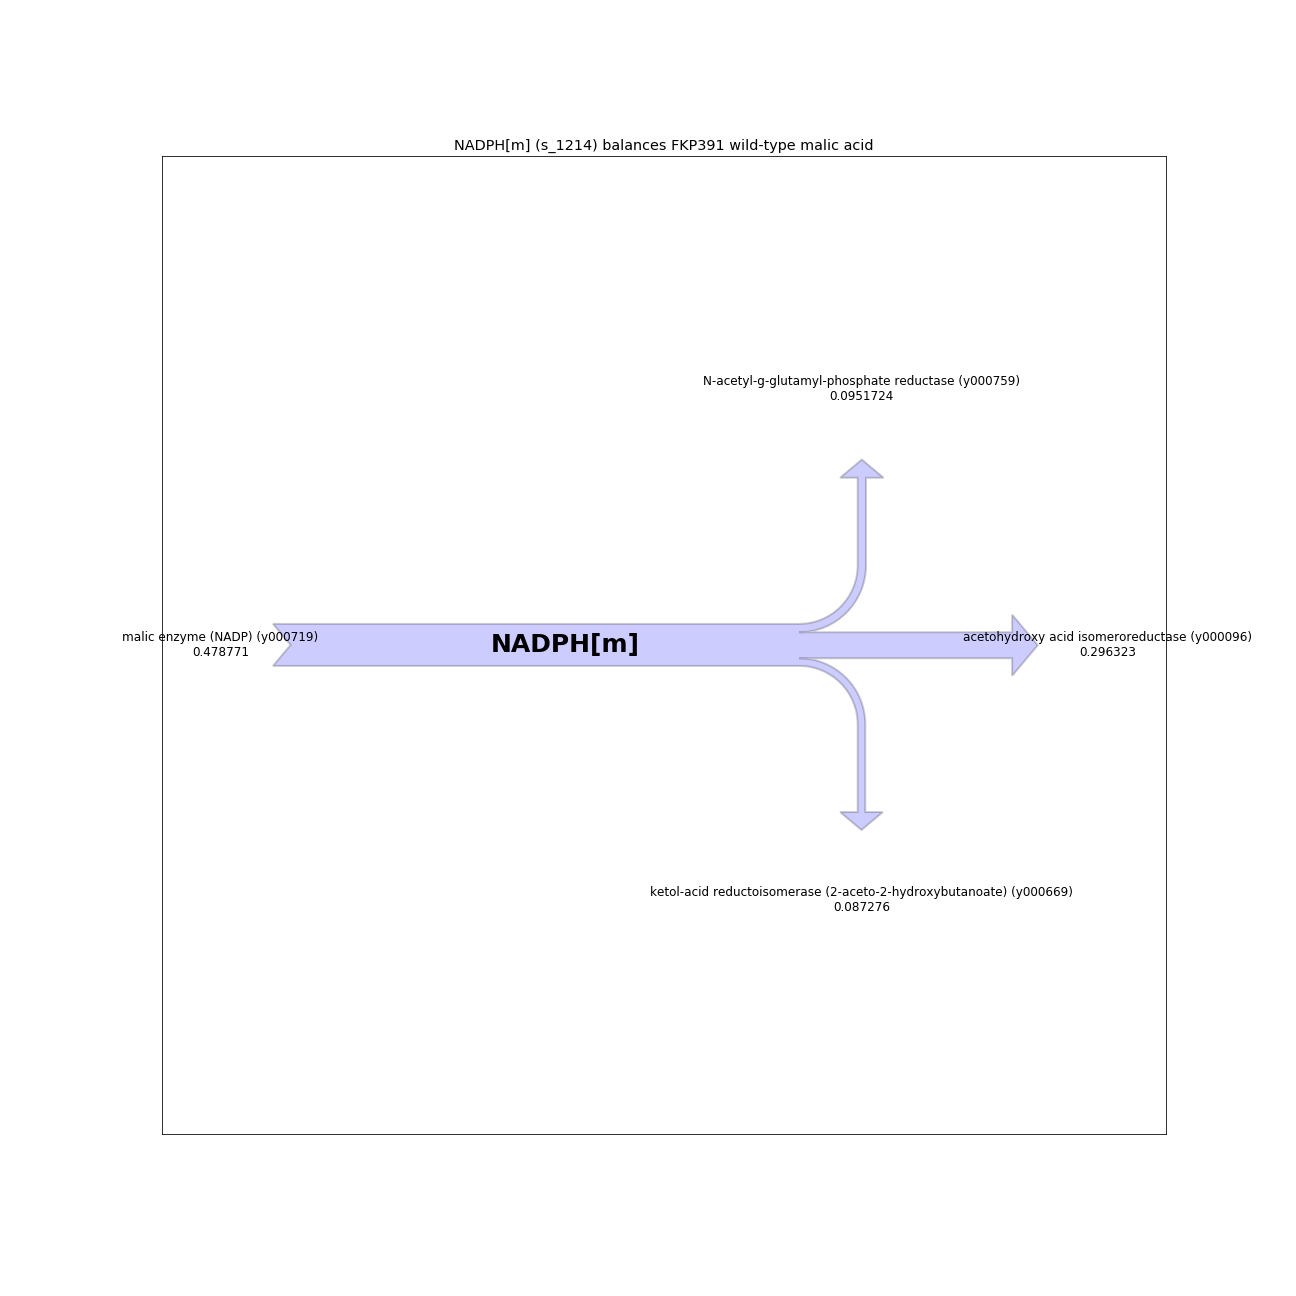 NADPH[m] (s_1214) balances FKP391 wild-type malic acid
N-acetyl-g-glutamyl-phosphate reductase (y000759)
0.0951724
malic enzyme (NADP) (y000719)
0.478771
NADPH[m]
acetohydroxy acid isomeroreductase (y000096)
0.296323
ketol-acid reductoisomerase (2-aceto-2-hydroxybutanoate) (y000669)
0.087276